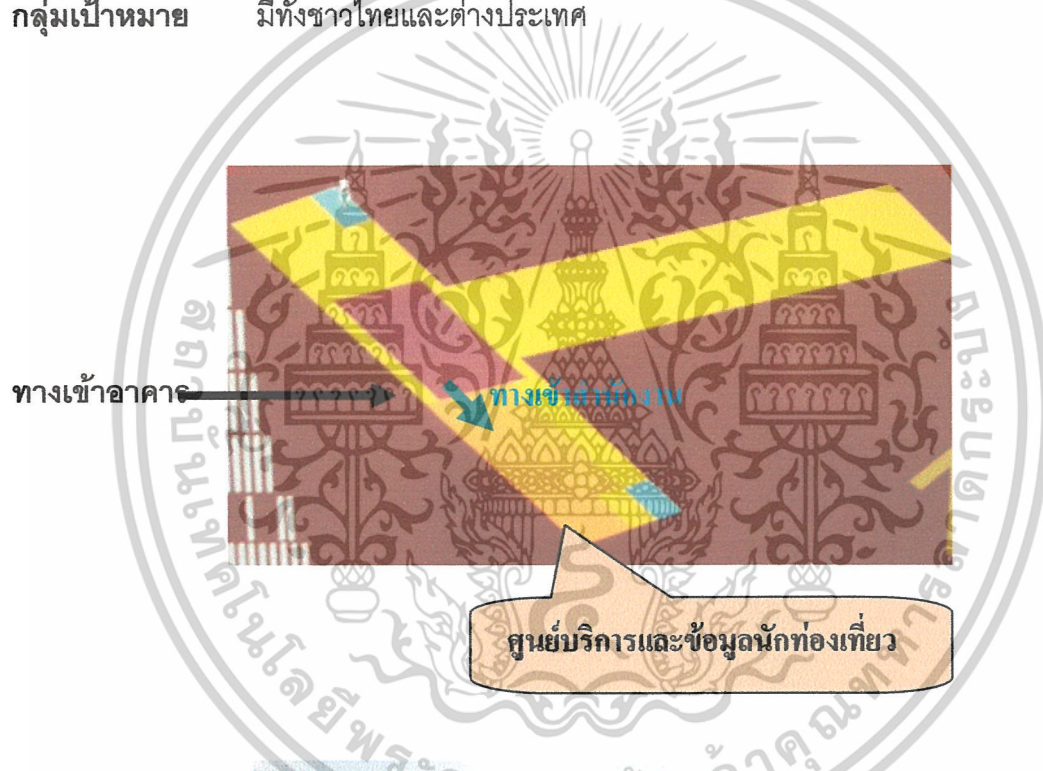 กลุ่มเป้าหมาย มีทั้งชาวไทยและต่างประเทศ
ทางเข้าอาคาร
ทางเข้าสำนักงาน
ศูนย์บริการและข้อมูลนักท่องเที่ยว